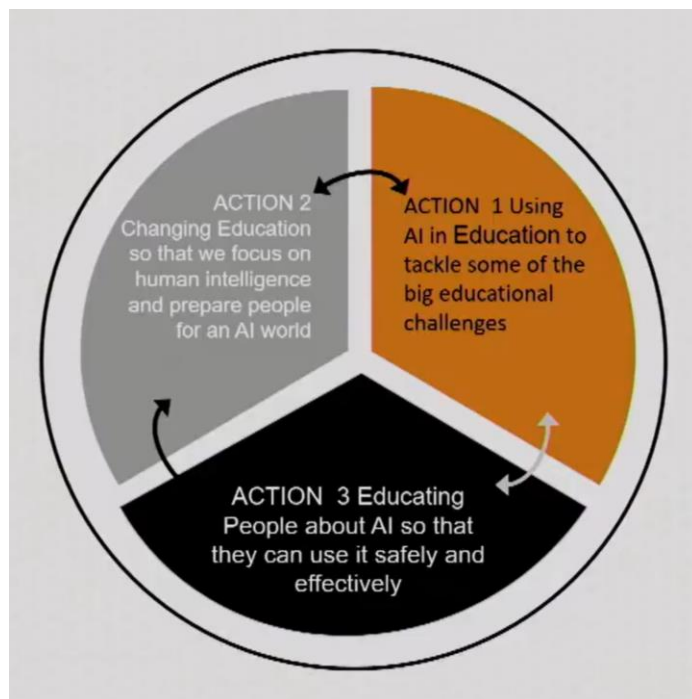 ACTION 2
Changing Education
so that we focus on
human intelligence
and prepare people
for an AI world
ACTION 1 Using
AI in Education to
tackle some of the
big educational
challenges
ACTION 3 Educating
People about AI so that
they can use it safely and
effectively